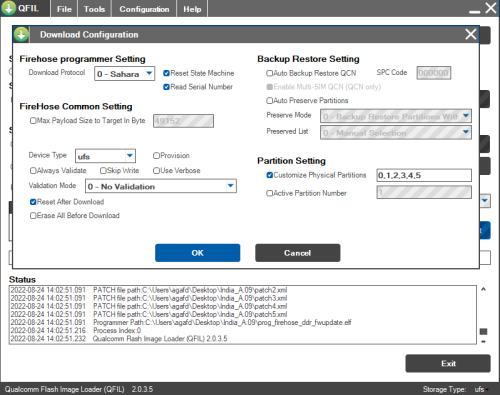 QFIL File Tools Configuration Help
Download Configuration
Firehose programmer Setting
Download Protocol 0 - Sahara Reset State Machine
Read Serial Number
FireHose Common Setting
Max Payload Size to Target In Byte 49152
Device Type ufs Provision
Always Validate Skip Write Use Verbose
Validation Mode 0 - No Validation
Reset After Download
Erase All Before Download
Backup Restore Setting
Auto Backup Restore QCN SPC Code 000000
Enable Multi-SIM QCN (QCN only)
Auto Preserve Partitions
Preserve Mode 0 - Backup Restore Partitions With
Preserved List 0 - Manual Selection
Partition Setting
Customize Physical Partitions 0,1,2,3,4,5
Active Partition Number 1
OK Cancel
Status
2022-08-24 14:02:51.091 PATCH file path:C:\Users\agafd\Desktop\India_A.09\patch2.xml
2022-08-24 14:02:51.091 PATCH file path:C:\Users\agafd\Desktop\India_A.09\patch3.xml
2022-08-24 14:02:51.091 PATCH file path:C:\Users\agafd\Desktop\India_A.09\patch4.xml
2022-08-24 14:02:51.091 PATCH file path:C:\Users\agafd\Desktop\India_A.09\patch5.xml
2022-08-24 14:02:51.091 Programmer Path:C:\Users\agafd\Desktop\India_A.09\prog_firehose_ddr_fwupdate.elf
2022-08-24 14:02:51.216 Process Index:0
2022-08-24 14:02:51.232 Qualcomm Flash Image Loader (QFIL) 2.0.3.5
Exit
Qualcomm Flash Image Loader (QFIL) 2.0.3.5 Storage Type: ufs